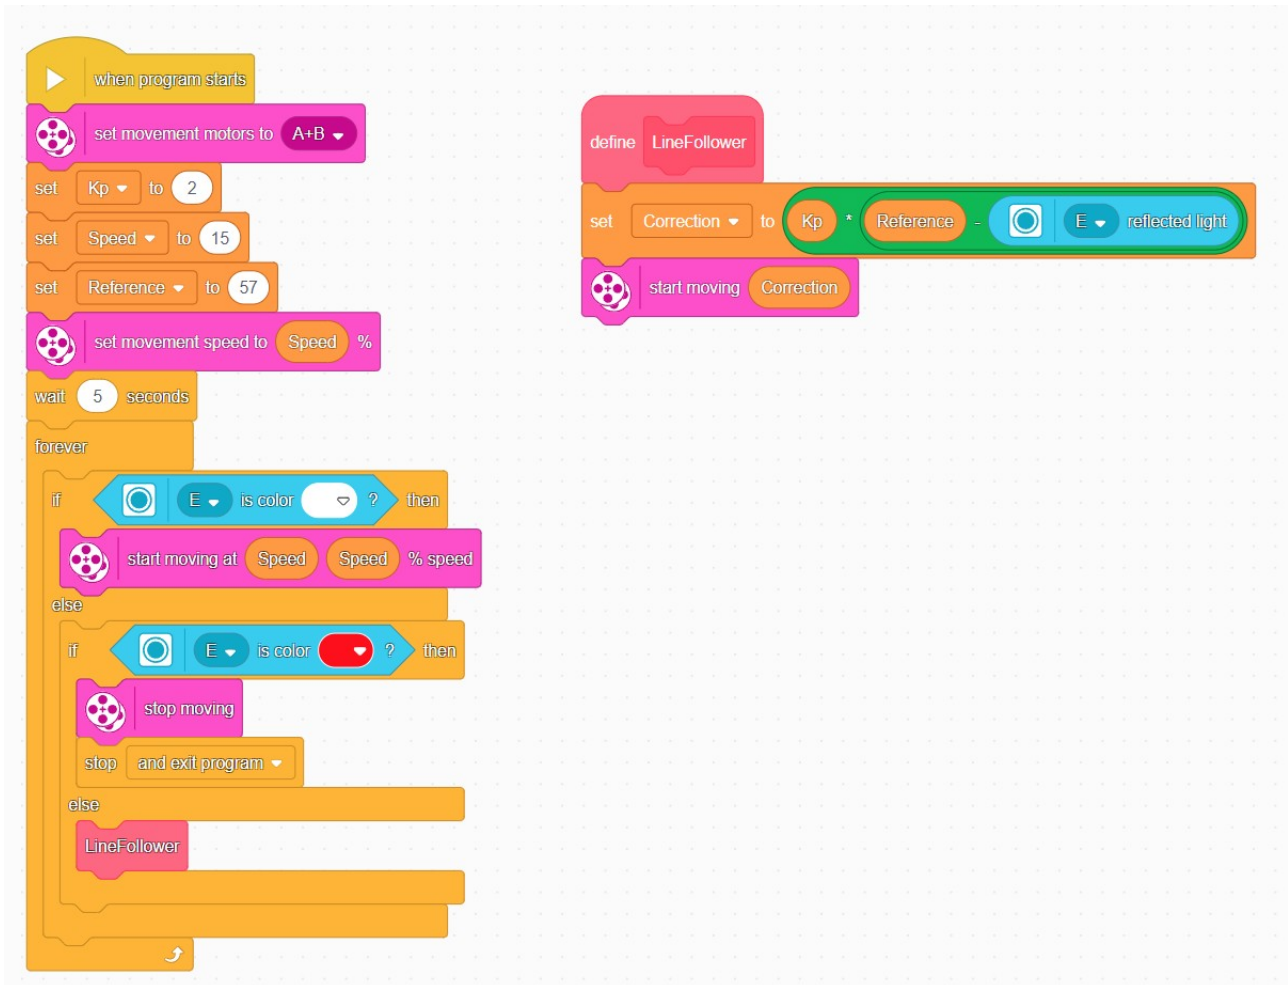 when program starts
set movement motors to A+B
set Kp to 2
set Speed to 15
set Reference to 57
set movement speed to Speed %
wait 5 seconds
forever
if E is color ? then
start moving at Speed Speed % speed
else
if E is color ? then
stop moving
stop and exit program
else
LineFollower
define LineFollower
set Correction to Kp * Reference - E reflected light
start moving Correction